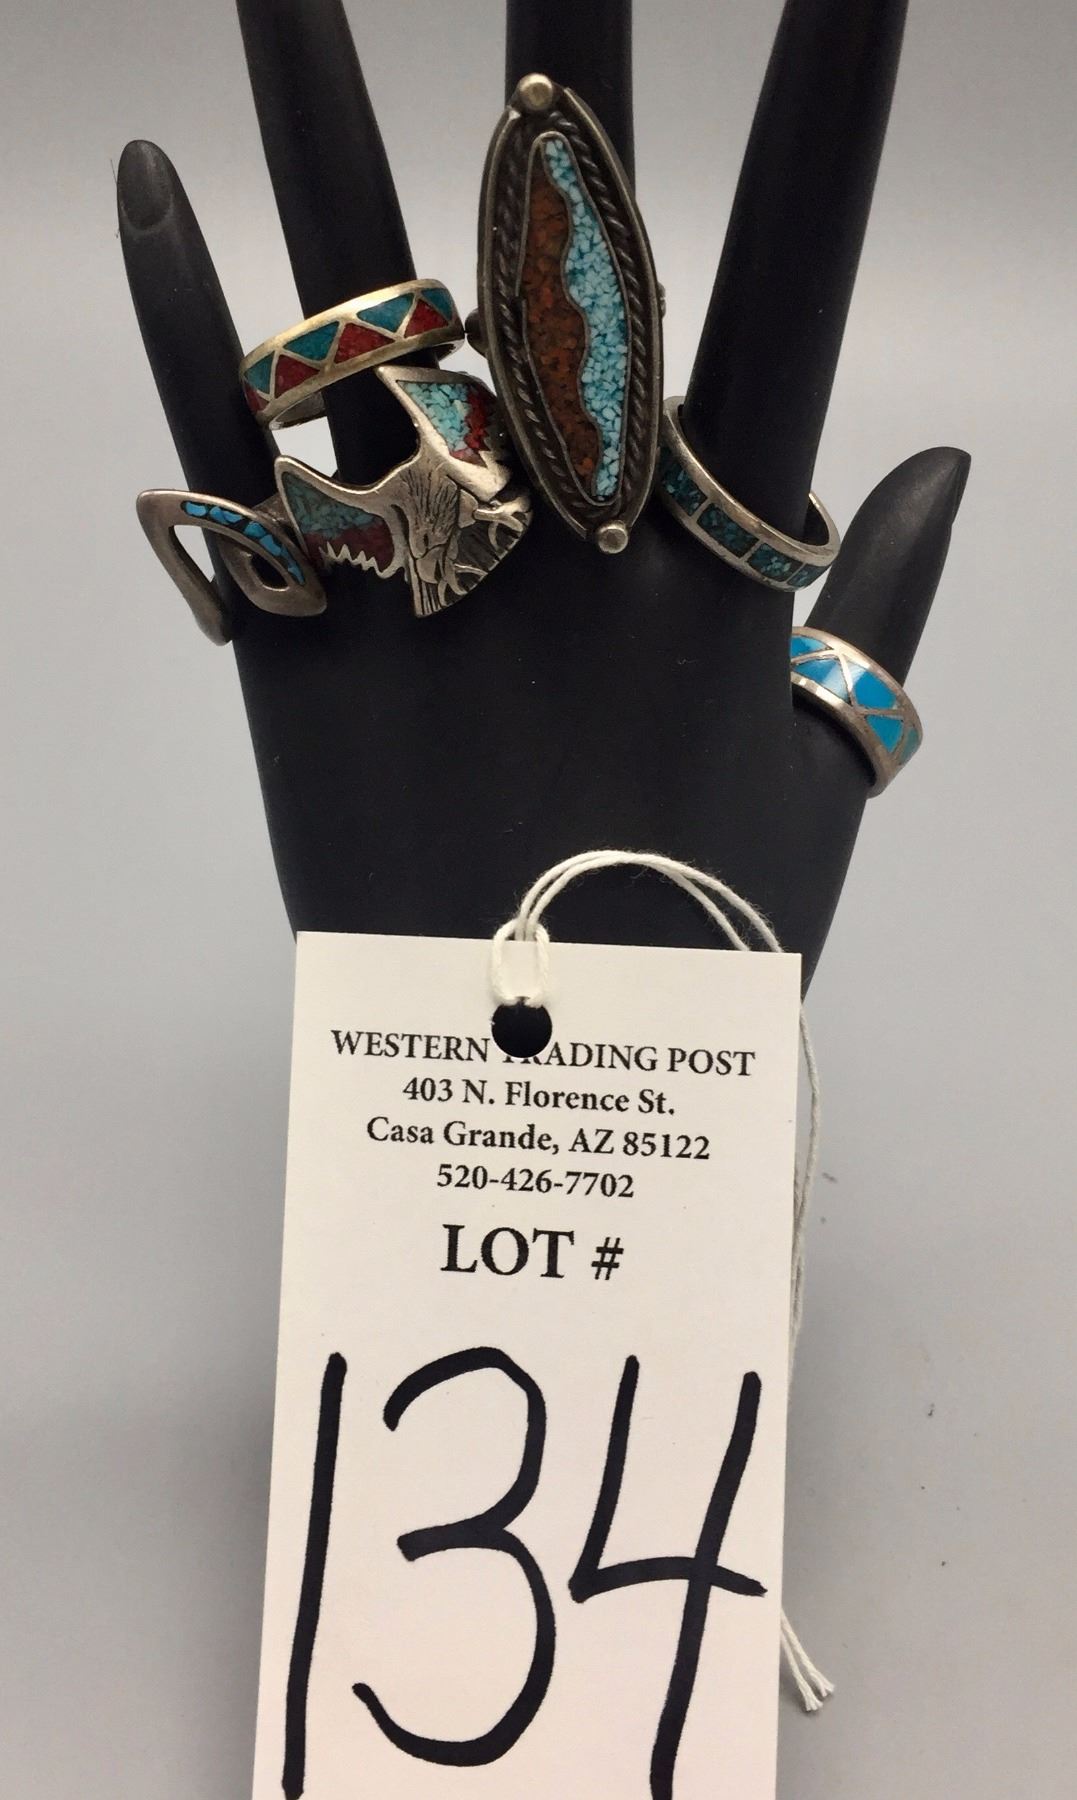 WESTERN TRADING POST
403 N. Florence St.
Casa Grande, AZ 85122
520-426-7702
LOT #
134